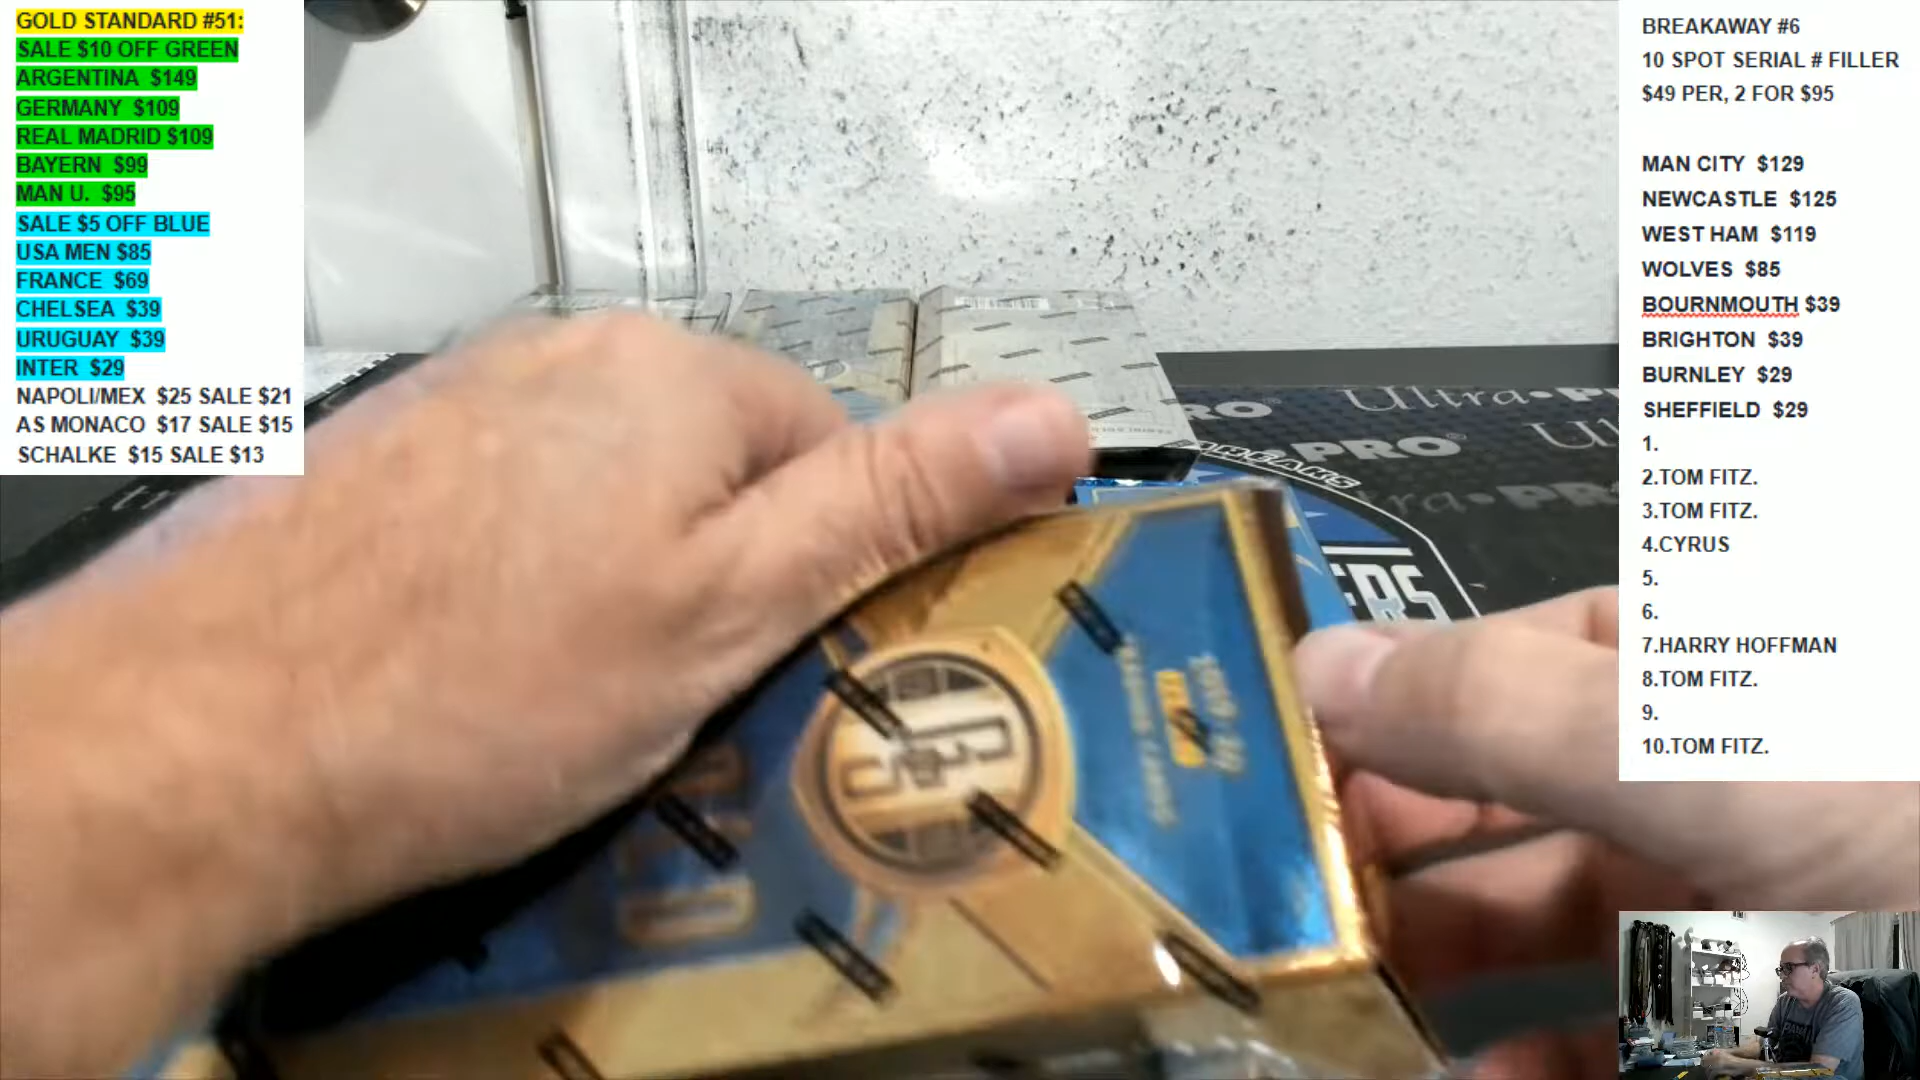 GOLD STANDARD #51:
SALE $10 OFF GREEN
ARGENTINA $149
GERMANY $109
REAL MADRID $109
BAYERN $99
MAN U. $95
SALE $5 OFF BLUE
USA MEN $85
FRANCE $69
CHELSEA $39
URUGUAY $39
INTER $29
NAPOLI/MEX $25 SALE $21
AS MONACO $17 SALE $15
SCHALKE $15 SALE $13
BREAKAWAY #6
10 SPOT SERIAL # FILLER
$49 PER, 2 FOR $95
MAN CITY $129
NEWCASTLE $125
WEST HAM $119
WOLVES $85
BOURNMOUTH $39
BRIGHTON $39
BURNLEY $29
SHEFFIELD $29
1.
2.TOM FITZ.
3.TOM FITZ.
4.CYRUS
5.
6.
7.HARRY HOFFMAN
8.TOM FITZ.
9.
10.TOM FITZ.
Ultra•P
PRO